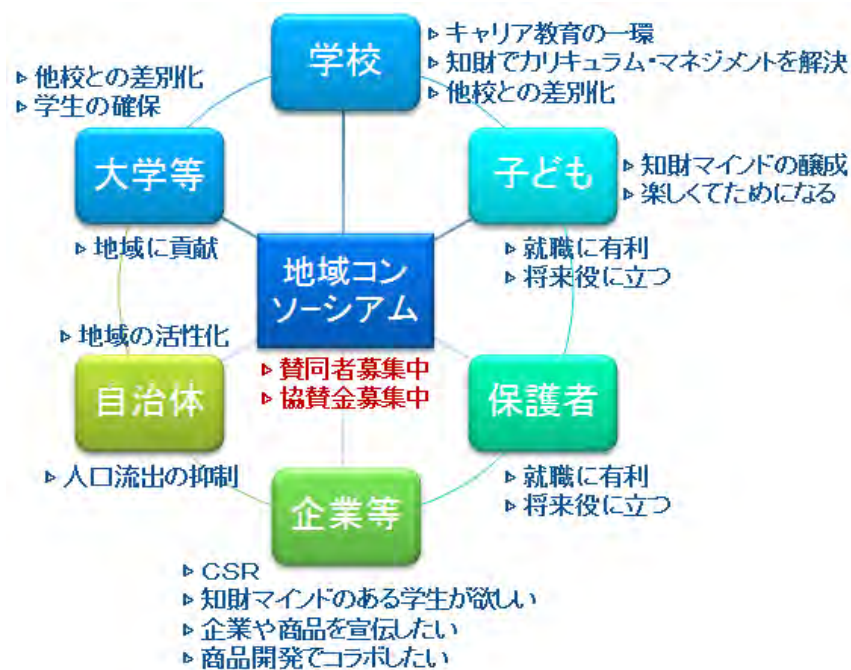 学校
▹ キャリア教育の一環
▹ 知財でカリキュラム・マネジメントを解決
▹ 他校との差別化
▹ 他校との差別化
▹ 学生の確保
大学等
▹ 地域に貢献
子ども
▹ 知財マインドの醸成
▹ 楽しくてためになる
▹ 就職に有利
▹ 将来役に立つ
地域コン
ソーシアム
▹ 賛同者募集中
▹ 協賛金募集中
▹ 地域の活性化
自治体
▹ 人口流出の抑制
保護者
▹ 就職に有利
▹ 将来役に立つ
企業等
▹ CSR
▹ 知財マインドのある学生が欲しい
▹ 企業や商品を宣伝したい
▹ 商品開発でコラボしたい